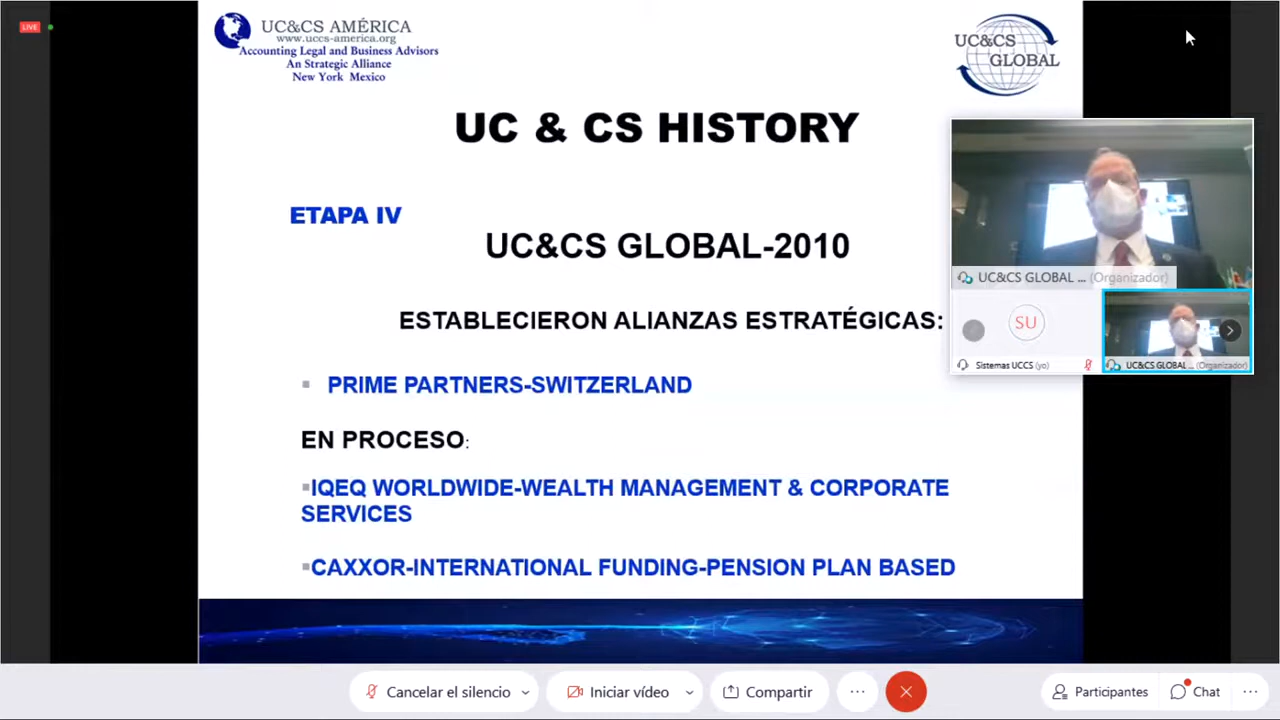 LIVE
UC&CS AMÉRICA
www.uccs-america.org
Accounting Legal and Business Advisors
An Strategic Alliance
New York Mexico
UC&CS
GLOBAL
UC & CS HISTORY
ETAPA IV
UC&CS GLOBAL-2010
ESTABLECIERON ALIANZAS ESTRATÉGICAS:
PRIME PARTNERS-SWITZERLAND
EN PROCESO:
IQEQ WORLDWIDE-WEALTH MANAGEMENT & CORPORATE
SERVICES
CAXXOR-INTERNATIONAL FUNDING-PENSION PLAN BASED
UC&CS GLOBAL ... (Organizador)
SU
Sistemas UCCS (yo)
UC&CS GLOBAL ... (Organizador)
Cancelar el silencio
Iniciar vídeo
Compartir
Participantes
Chat